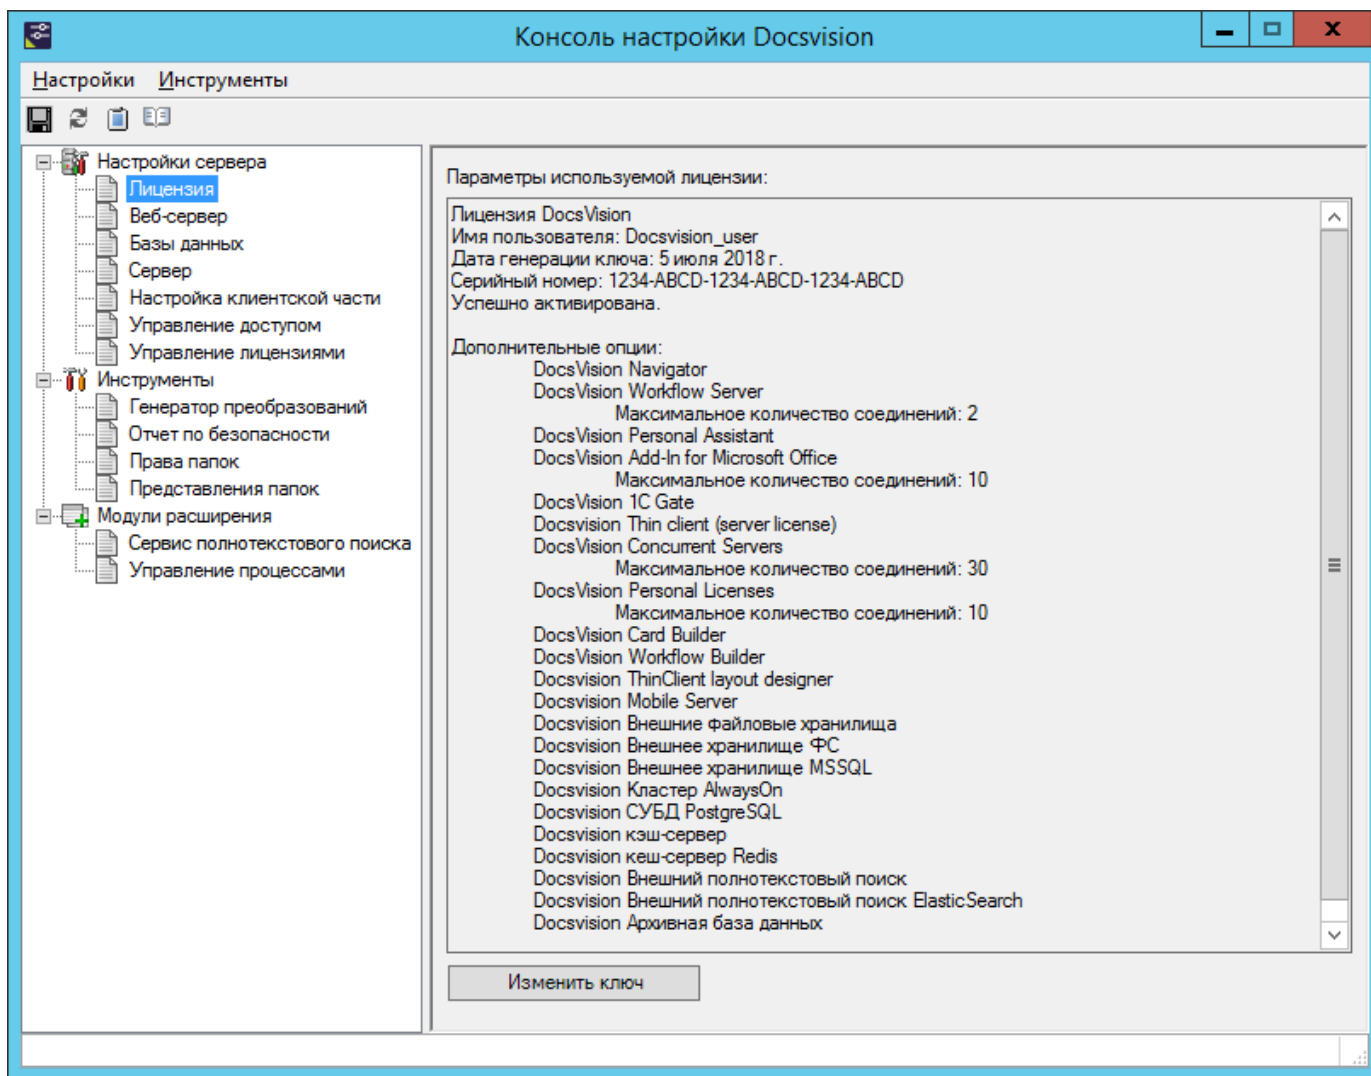 Консоль настройки Docsvision
Настройки Инструменты
Настройки сервера
Лицензия
Веб-сервер
Базы данных
Сервер
Настройка клиентской части
Управление доступом
Управление лицензиями
Инструменты
Генератор преобразований
Отчет по безопасности
Права папок
Представления папок
Модули расширения
Сервис полнотекстового поиска
Управление процессами
Параметры используемой лицензии:
Лицензия DocsVision
Имя пользователя: Docsvision_user
Дата генерации ключа: 5 июля 2018 г.
Серийный номер: 1234-ABCD-1234-ABCD-1234-ABCD
Успешно активирована.
Дополнительные опции:
DocsVision Navigator
DocsVision Workflow Server
Максимальное количество соединений: 2
DocsVision Personal Assistant
DocsVision Add-In for Microsoft Office
Максимальное количество соединений: 10
DocsVision 1C Gate
Docsvision Thin client (server license)
DocsVision Concurrent Servers
Максимальное количество соединений: 30
DocsVision Personal Licenses
Максимальное количество соединений: 10
DocsVision Card Builder
DocsVision Workflow Builder
Docsvision ThinClient layout designer
Docsvision Mobile Server
Docsvision Внешние файловые хранилища
Docsvision Внешнее хранилище ФС
Docsvision Внешнее хранилище MSSQL
Docsvision Кластер AlwaysOn
Docsvision СУБД PostgreSQL
Docsvision кэш-сервер
Docsvision кеш-сервер Redis
Docsvision Внешний полнотекстовый поиск
Docsvision Внешний полнотекстовый поиск ElasticSearch
Docsvision Архивная база данных
Изменить ключ